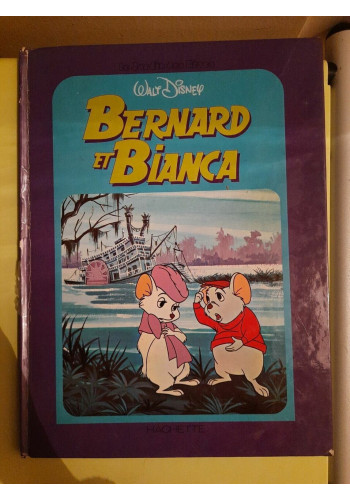 WALT DISNEY
BERNARD
ET BIANCA
HACHETTE